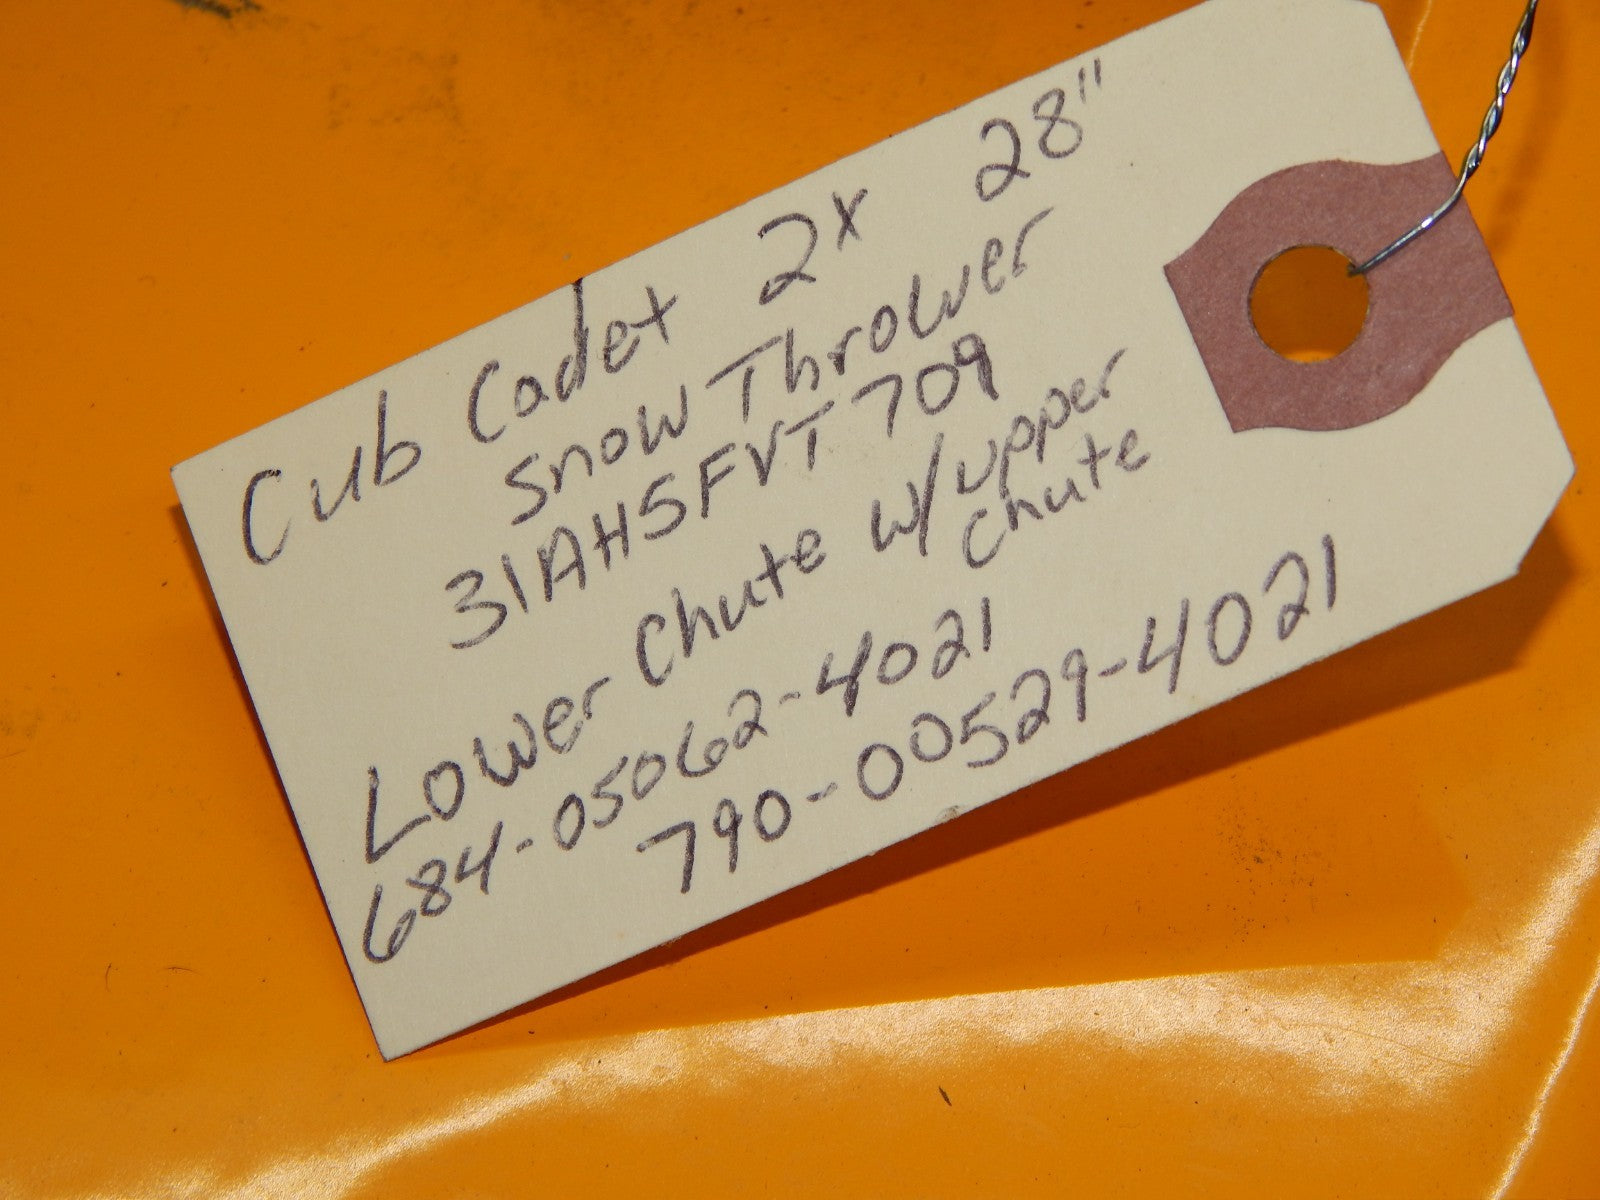 Cub Cadet 2x 28"
Snow Thrower
31AH5FVT709
Lower Chute w/upper
Chute
684-05062-4021
790-00529-4021